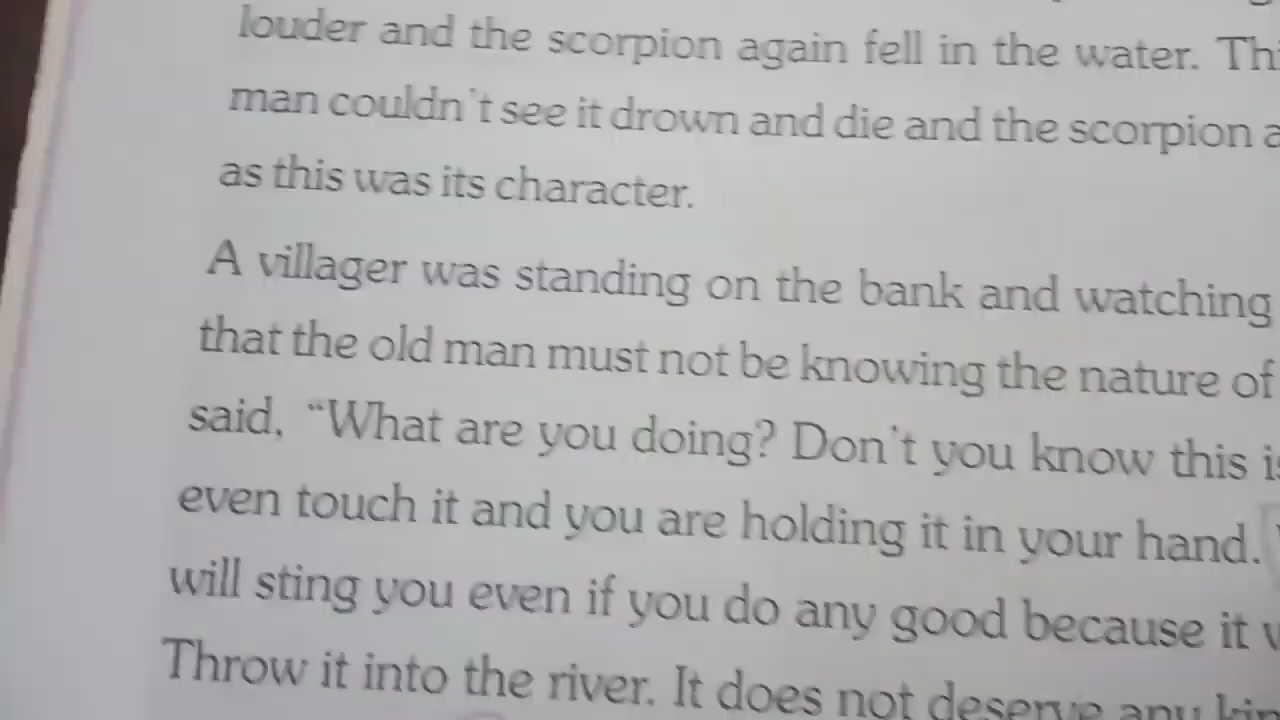 louder and the scorpion again fell in the water.
man couldn't see it drown and die and the scorpion
as this was its character.
A villager was standing on the bank and watching
that the old man must not be knowing the nature of
said, “What are you doing? Don't you know this
even touch it and you are holding it in your hand.
will sting you even if you do any good because it
Throw it into the river. It does not deserve any